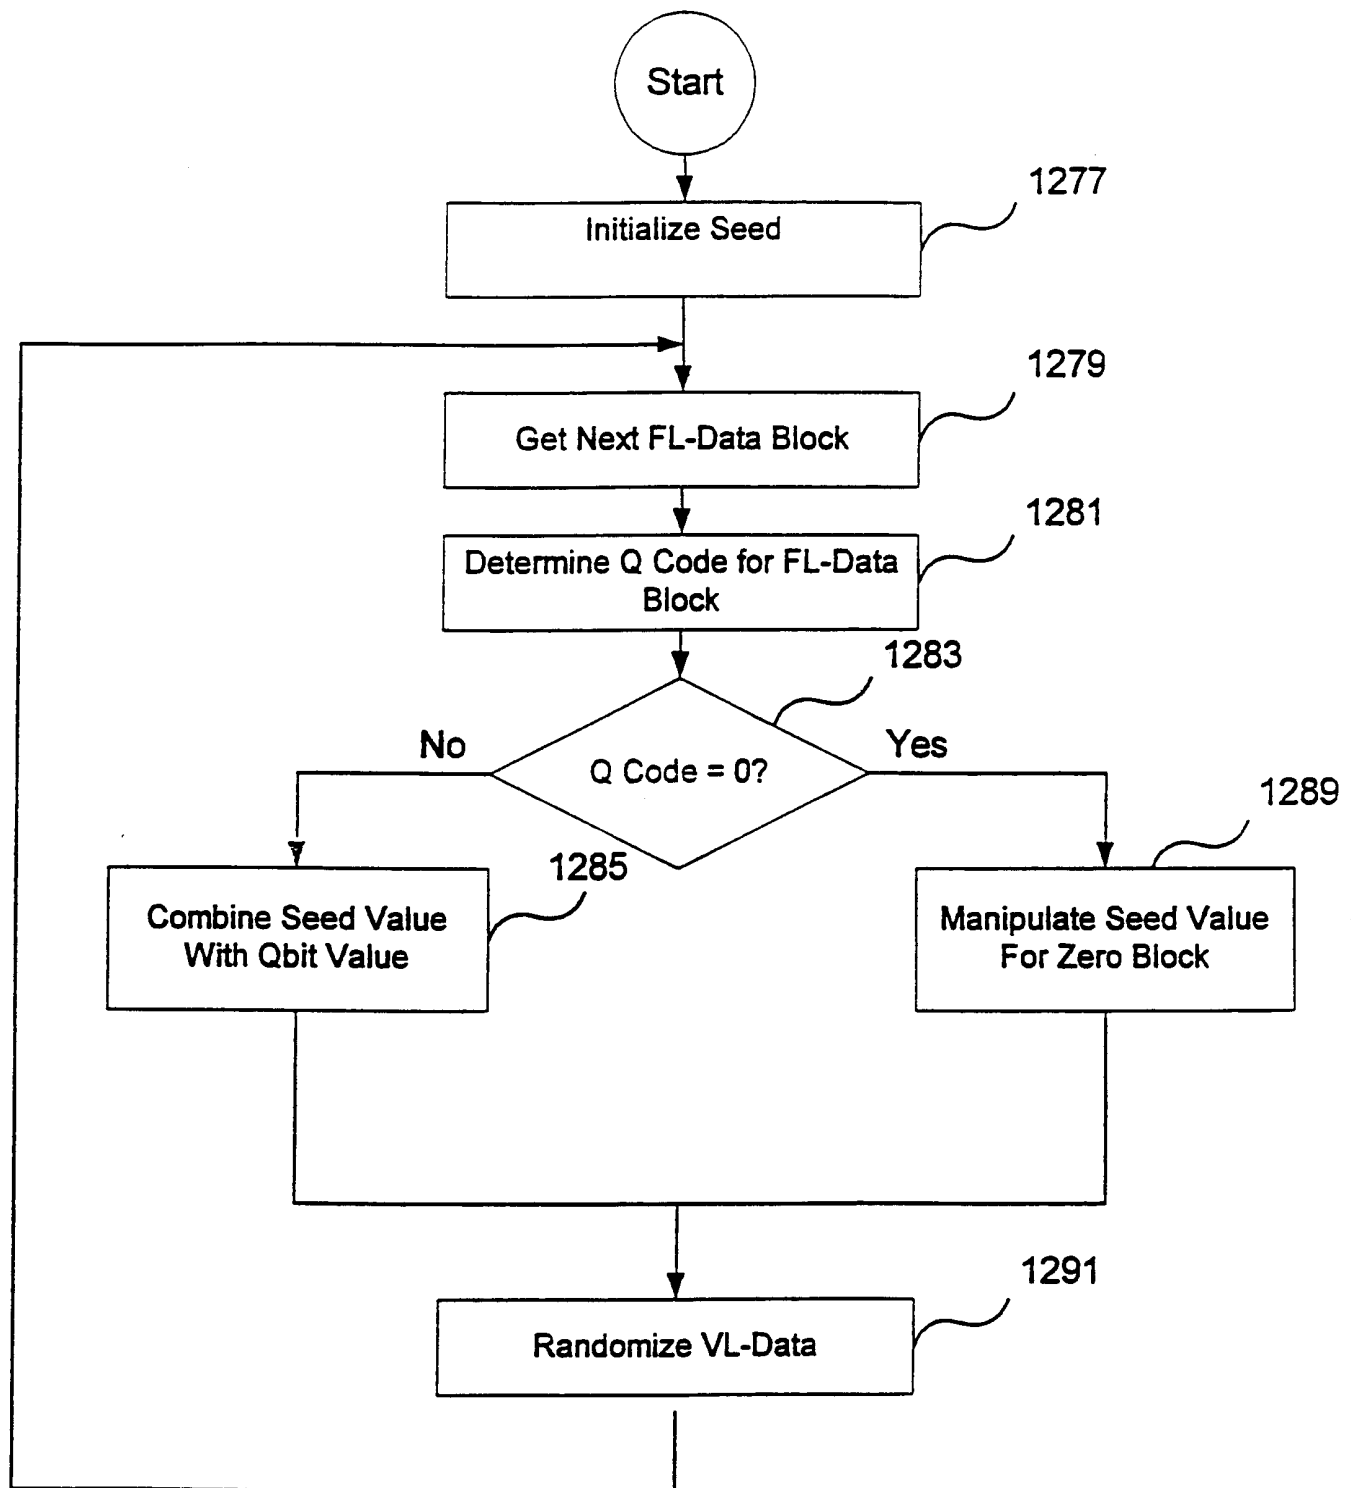 Start
1277
Initialize Seed
1279
Get Next FL-Data Block
1281
Determine Q Code for FL-Data
Block
1283
No
Yes
Q Code = 0?
1289
1285
Combine Seed Value
With Qbit Value
Manipulate Seed Value
For Zero Block
1291
Randomize VL-Data